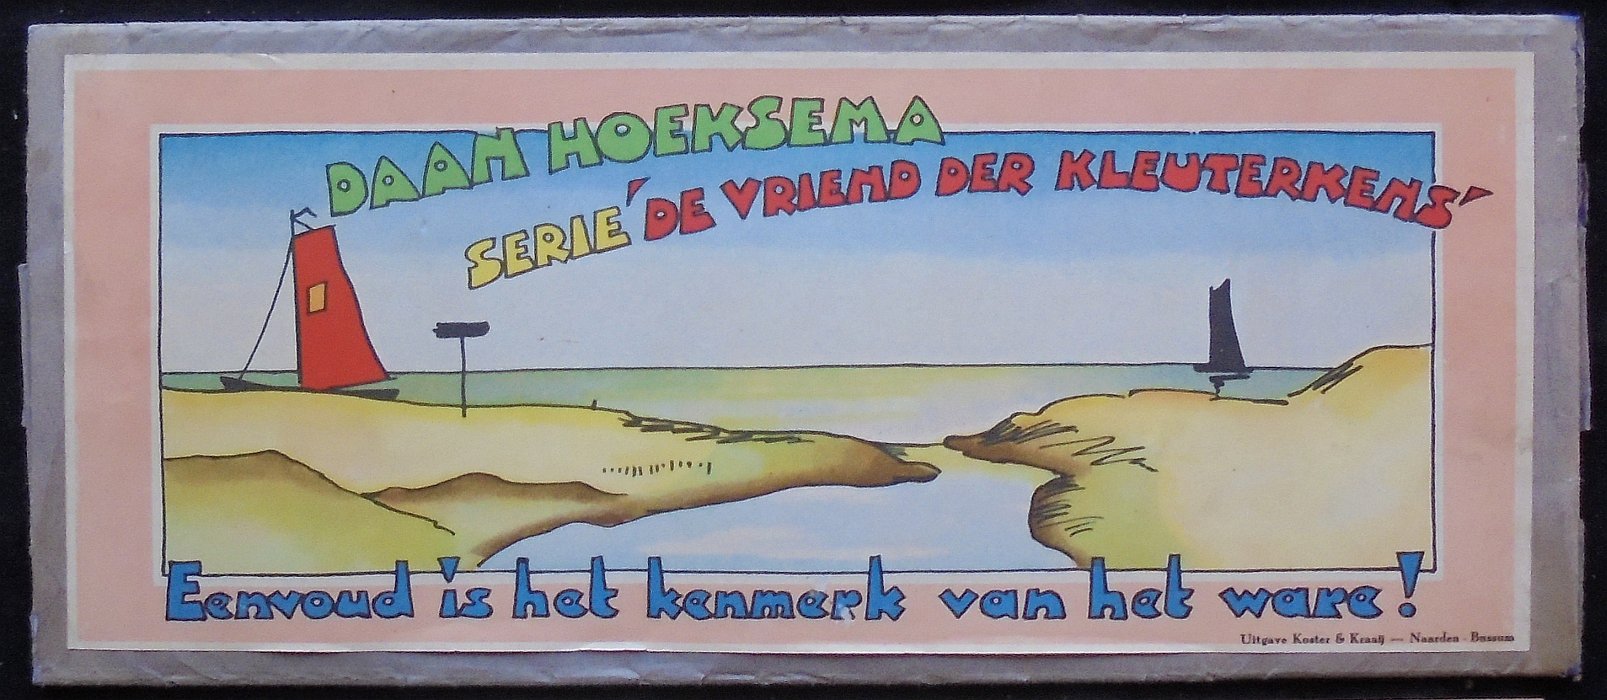 DAAN HOEKSEMA
SERIE 'DE VRIEND DER KLEUTERKENS'
Eenvoud is het kenmerk van het ware!
Uitgave Koster & Kraaij — Naarden - Bussum